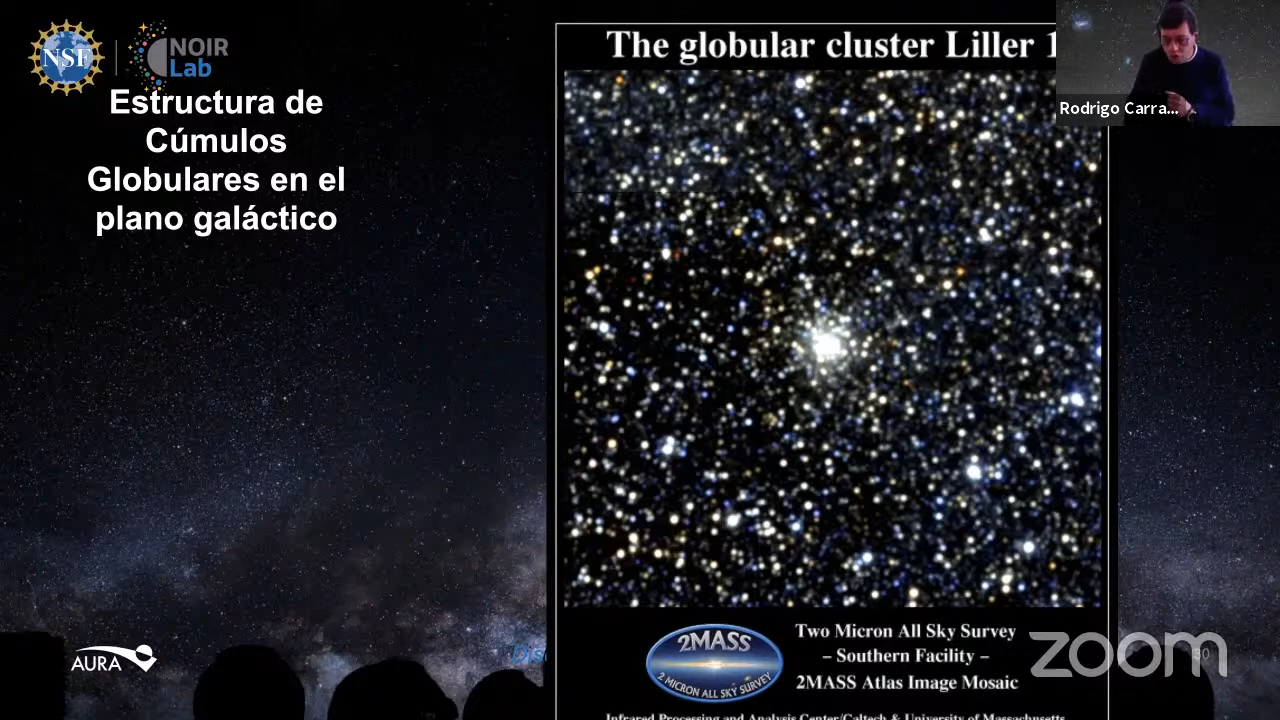 NSF
NOIR
Lab
Estructura de
Cúmulos
Globulares en el
plano galáctico
The globular cluster Liller 1
Rodrigo Carra...
AURA
Dis
2MASS
2 MICRON ALL SKY SURVEY
Two Micron All Sky Survey
– Southern Facility –
2MASS Atlas Image Mosaic
zoom
30
Infrared Processing and Analysis Center/Caltech & University of Massachusetts